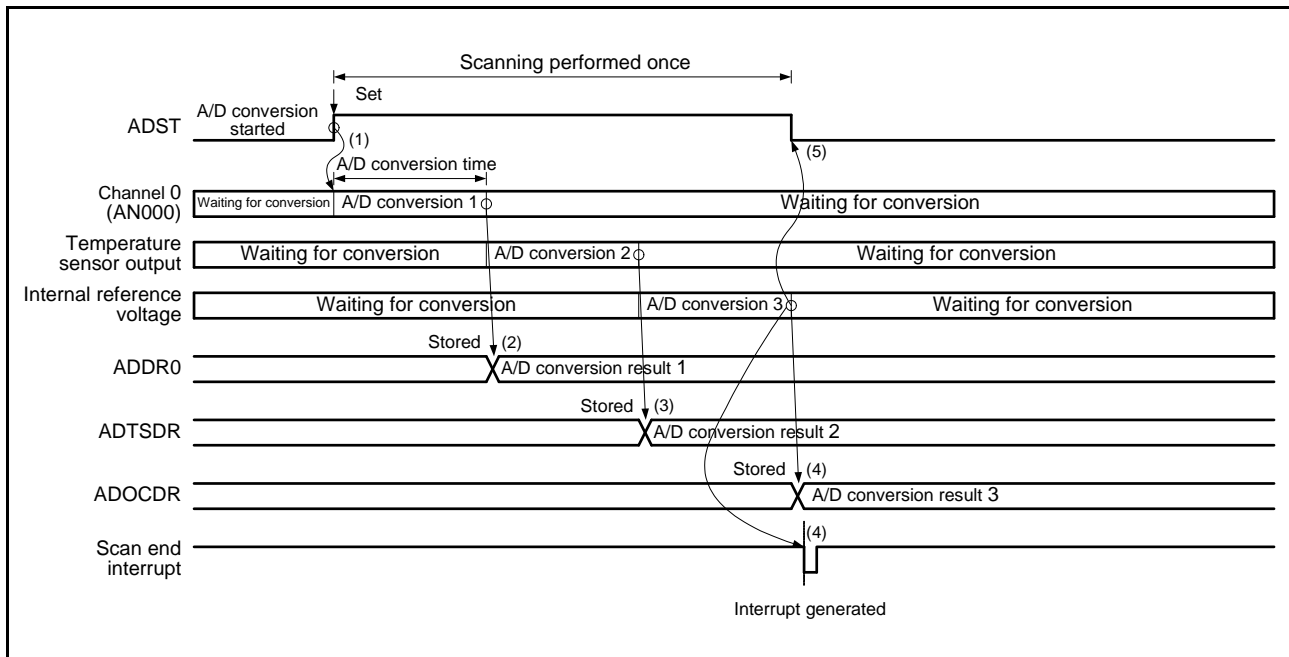 Scanning performed once
Set
A/D conversion
started
ADST
(1)
(5)
A/D conversion time
Channel 0
(AN000)
Waiting for conversion
A/D conversion 1
Waiting for conversion
Temperature
sensor output
Waiting for conversion
A/D conversion 2
Waiting for conversion
Internal reference
voltage
Waiting for conversion
A/D conversion 3
Waiting for conversion
Stored
(2)
ADDR0
A/D conversion result 1
Stored
(3)
ADTSDR
A/D conversion result 2
Stored
(4)
ADOCDR
A/D conversion result 3
(4)
Scan end
interrupt
Interrupt generated